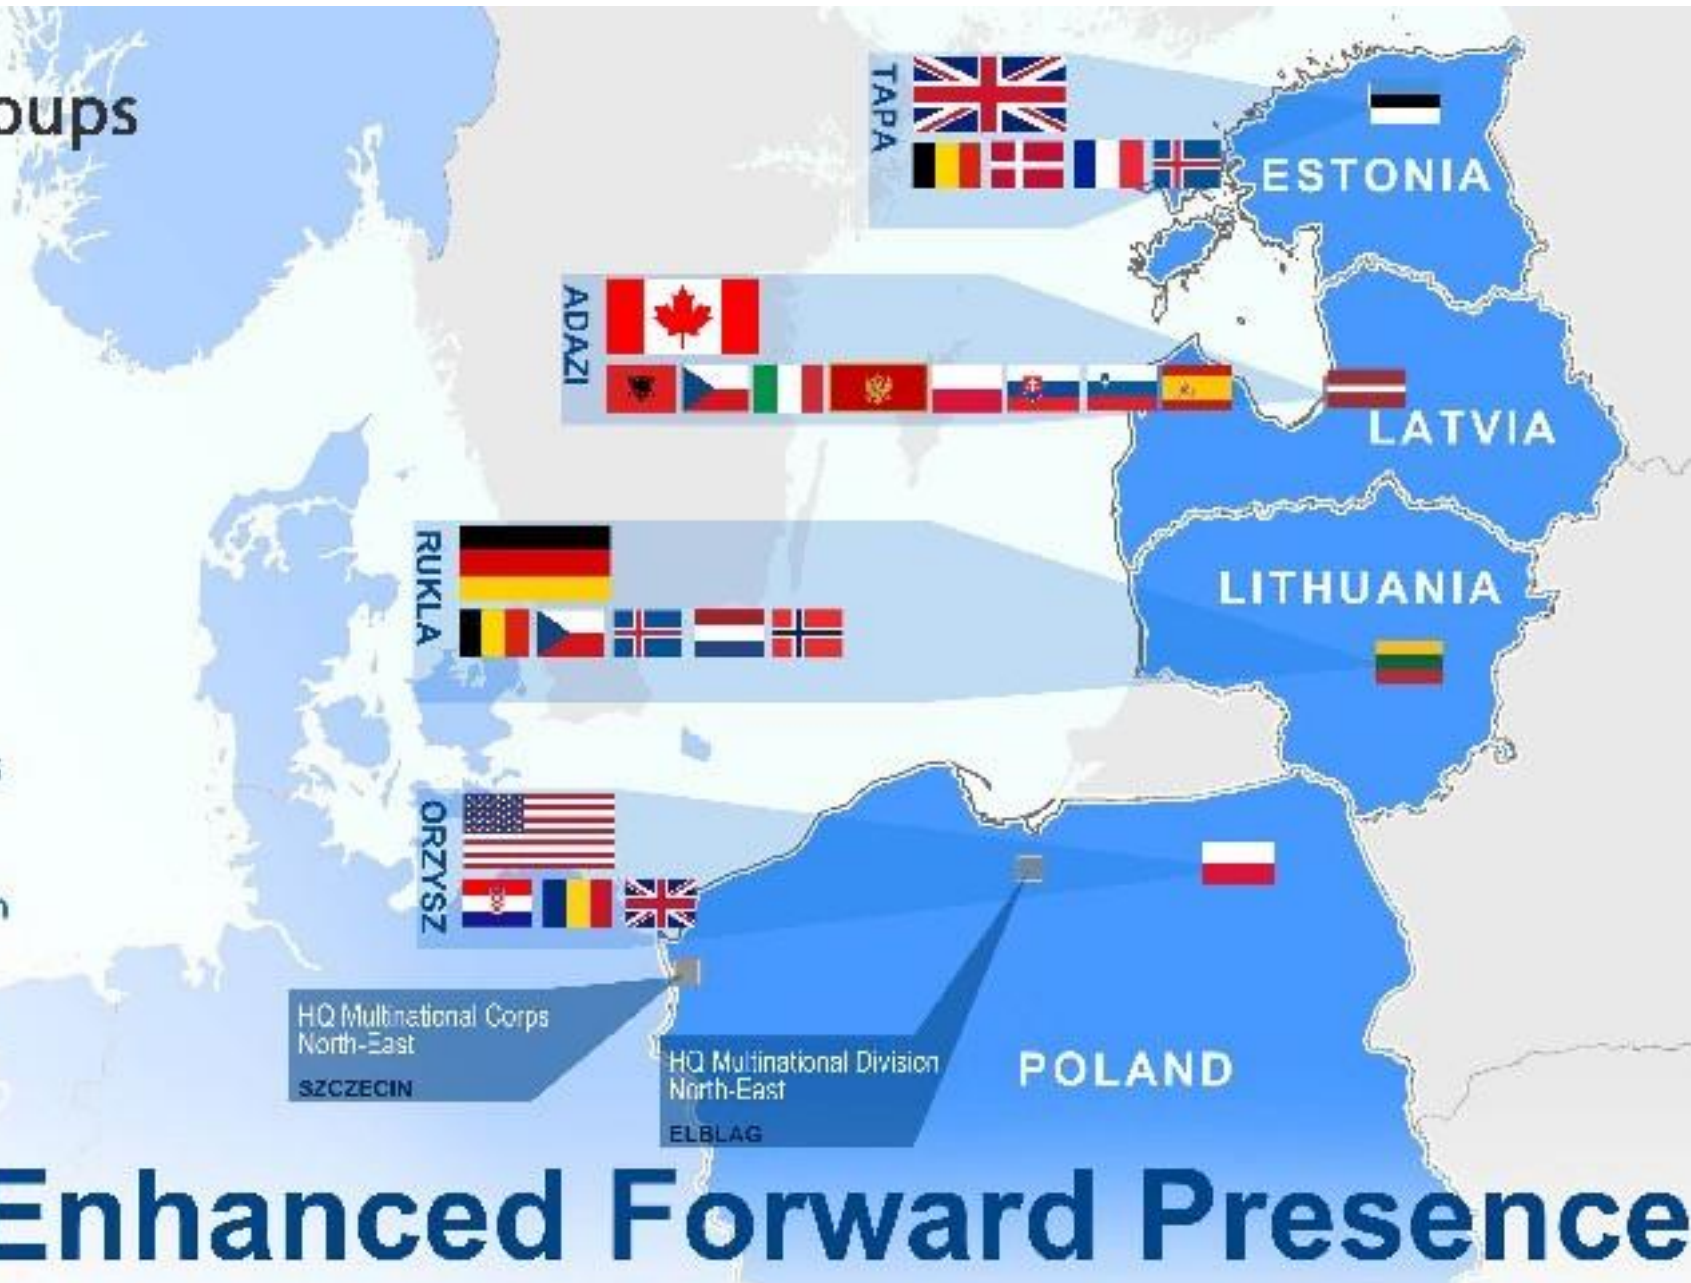 oups
TAPA
ESTONIA
ADAZI
LATVIA
RUKLA
LITHUANIA
ORZYSZ
HQ Multinational Corps
North-East
SZCZECIN
HQ Multinational Division
North-East
ELBLAG
POLAND
Enhanced Forward Presence